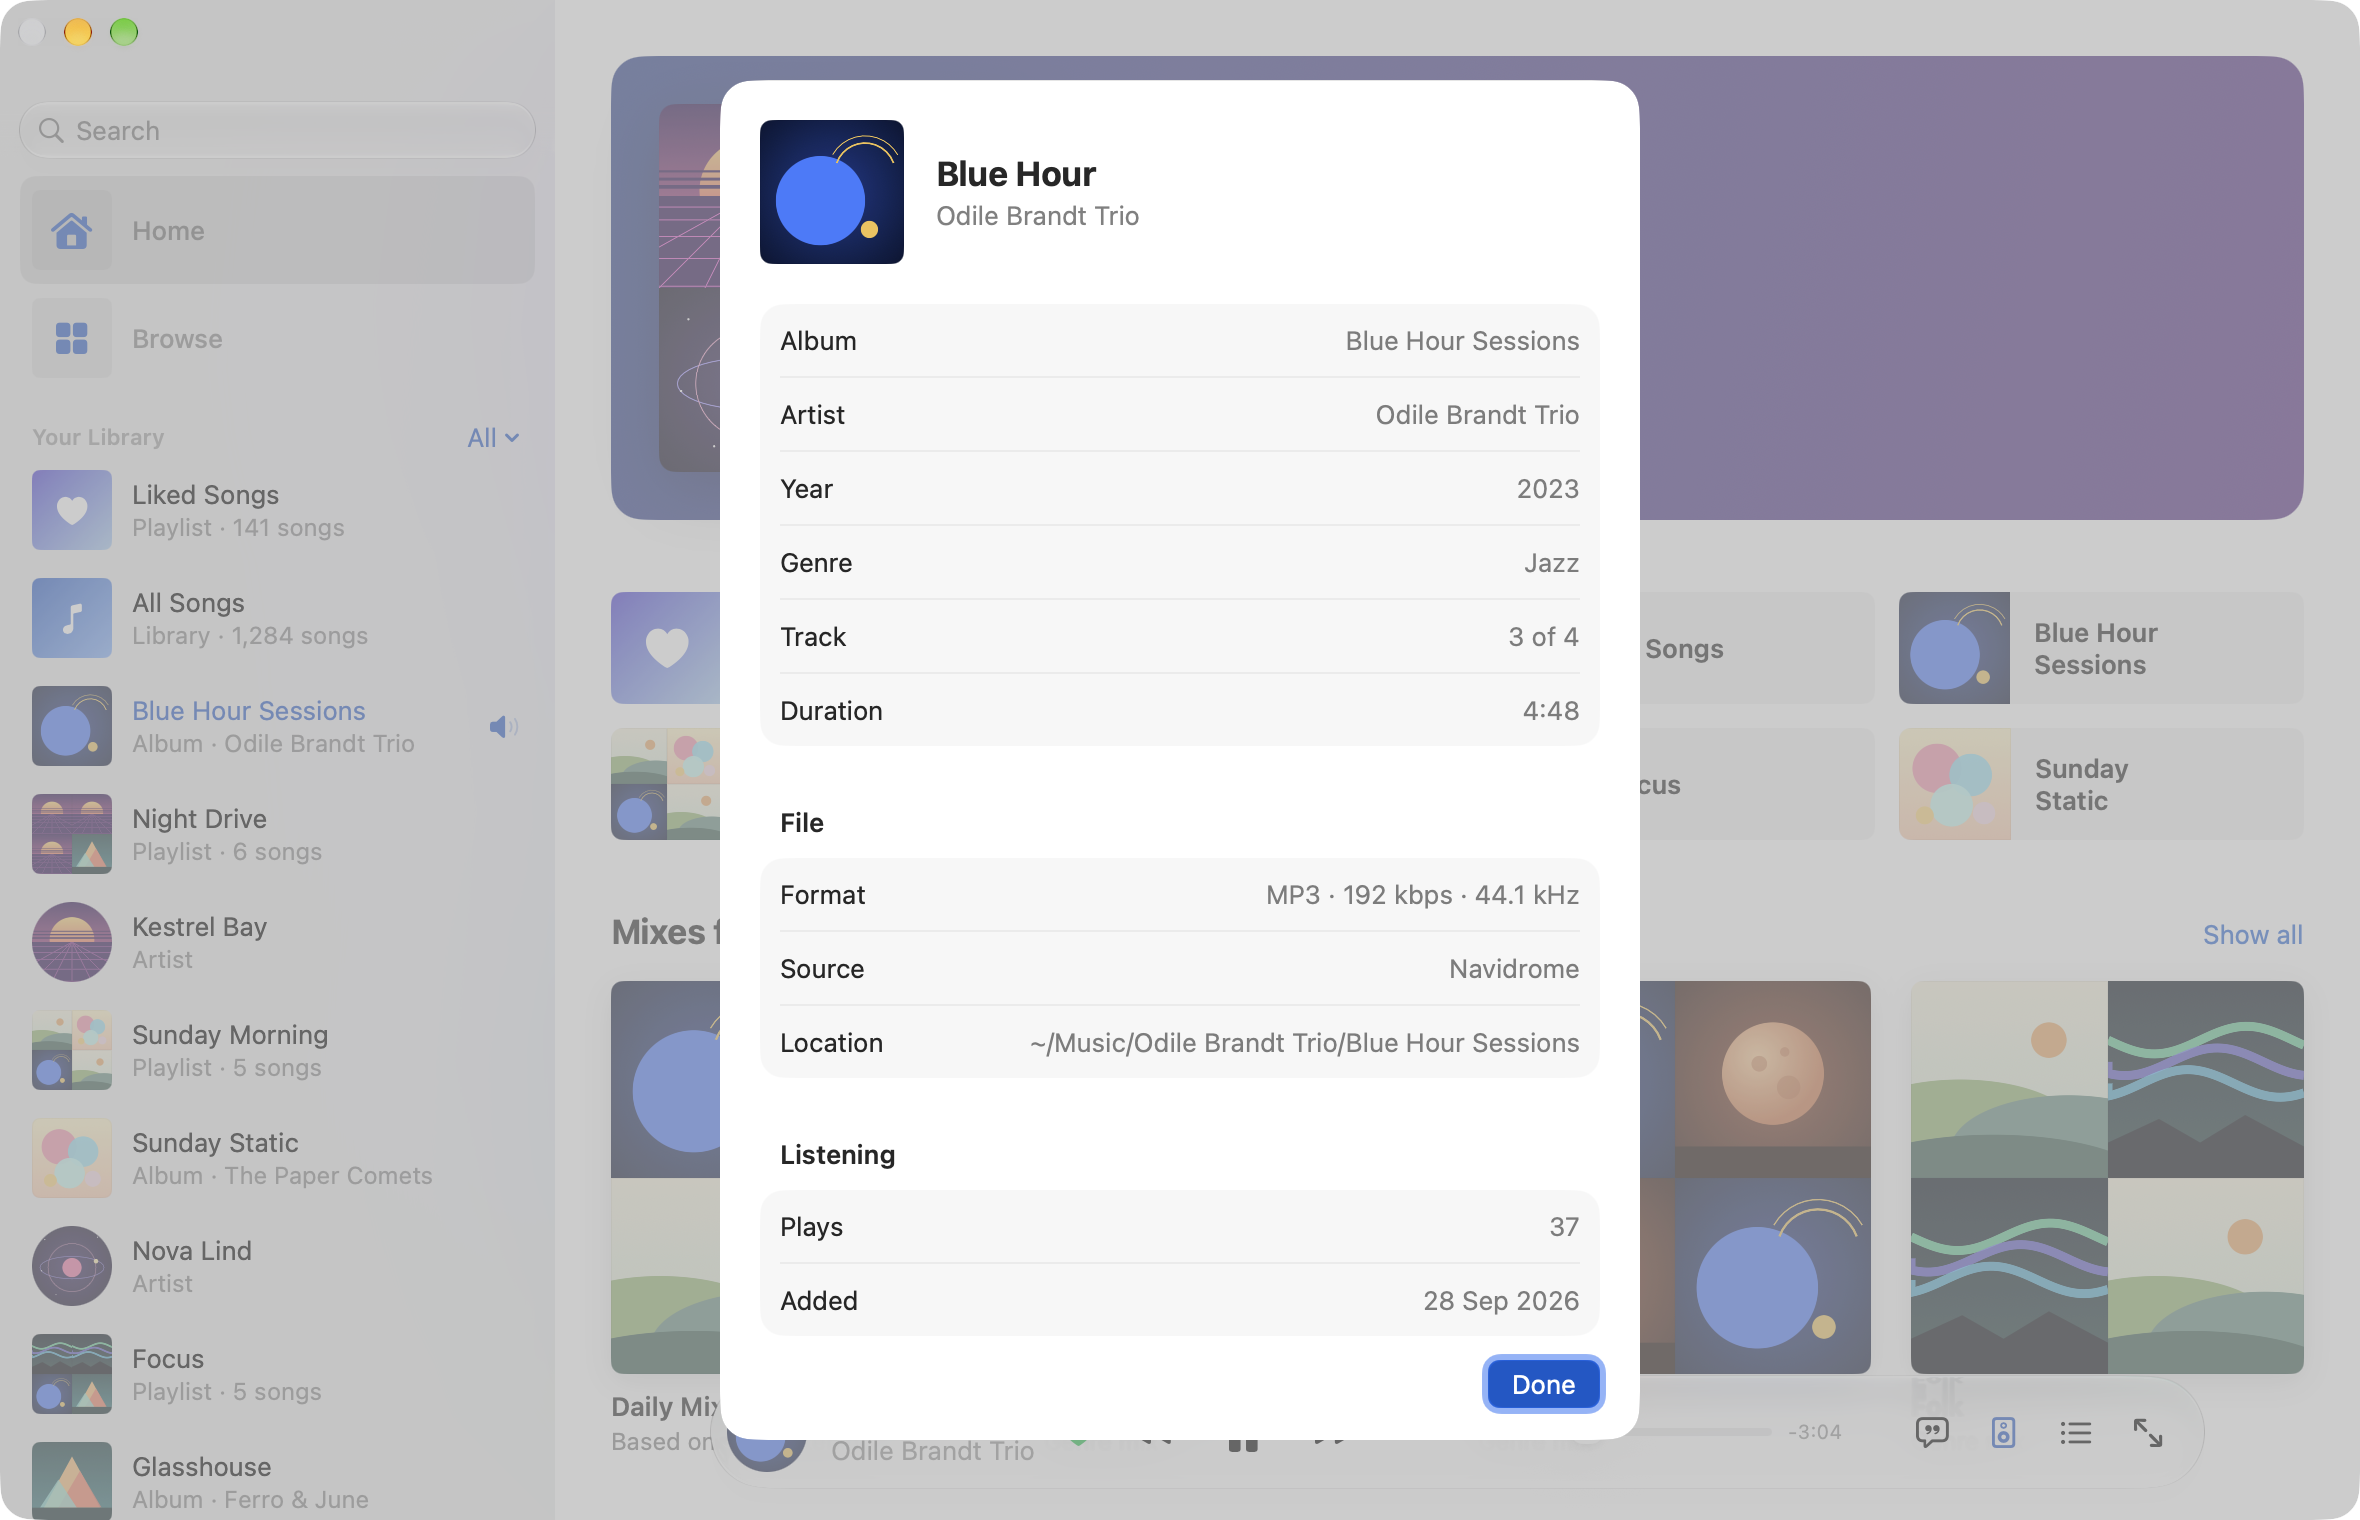 Search
Home
Browse
Your Library
All
Liked Songs
Playlist · 141 songs
All Songs
Library · 1,284 songs
Blue Hour Sessions
Album · Odile Brandt Trio
Night Drive
Playlist · 6 songs
Kestrel Bay
Artist
Sunday Morning
Playlist · 5 songs
Sunday Static
Album · The Paper Comets
Nova Lind
Artist
Focus
Playlist · 5 songs
Glasshouse
Album · Ferro & June
Blue Hour
Odile Brandt Trio
Album Blue Hour Sessions
Artist Odile Brandt Trio
Year 2023
Genre Jazz
Track 3 of 4
Duration 4:48
File
Format MP3 · 192 kbps · 44.1 kHz
Source Navidrome
Location ~/Music/Odile Brandt Trio/Blue Hour Sessions
Listening
Plays 37
Added 28 Sep 2026
Done
Songs
Blue Hour
Sessions
Sunday
Static
Mixes
Show all
Daily
Based on
Odile Brandt Trio
-3:04